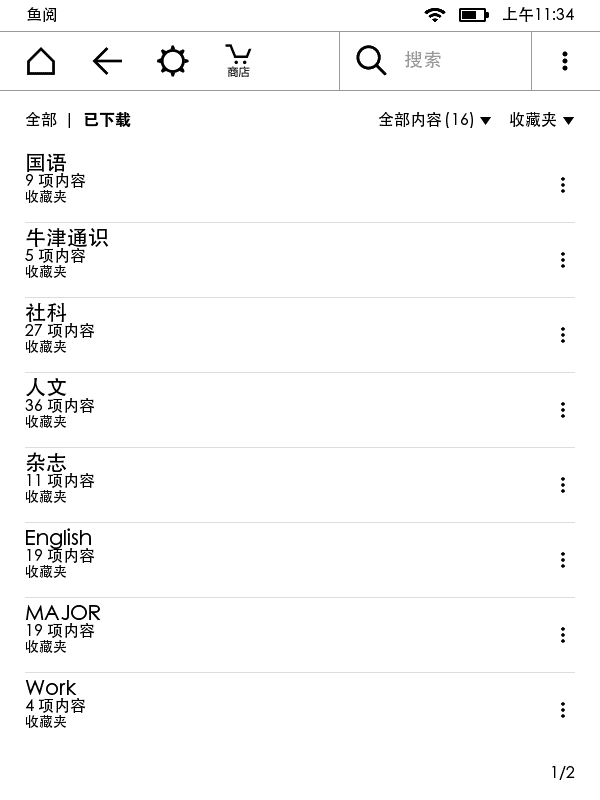 鱼阅 上午11:34
商店 搜索
全部 | 已下载 全部内容(16) 收藏夹
国语
9 项内容
收藏夹
牛津通识
5 项内容
收藏夹
社科
27 项内容
收藏夹
人文
36 项内容
收藏夹
杂志
11 项内容
收藏夹
English
19 项内容
收藏夹
MAJOR
19 项内容
收藏夹
Work
4 项内容
收藏夹
1/2